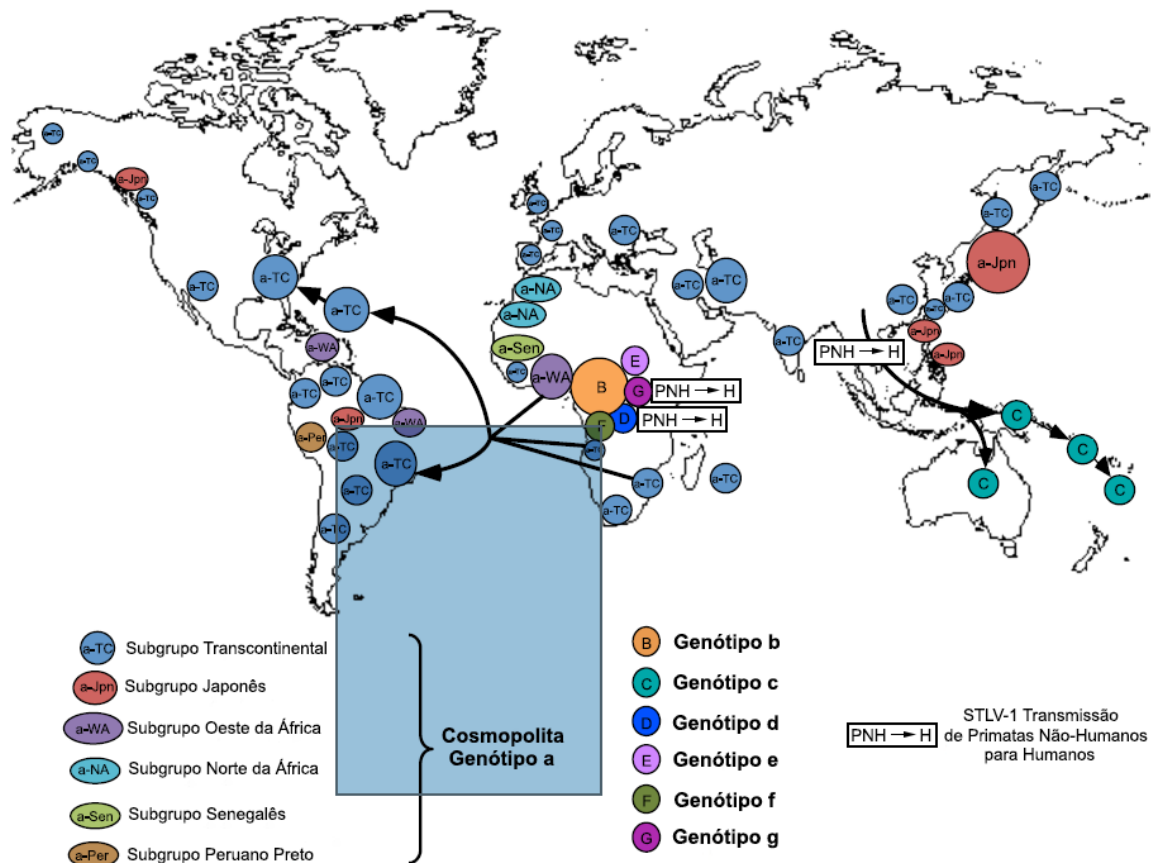 a-TC
a-TC
a-Jpn
a-TC
a-TC
a-TC
a-TC
a-WA
a-TC
a-TC
a-TC
a-Jpn
a-WA
a-Per
a-TC
a-TC
a-TC
a-TC
a-TC
a-TC
a-TC
a-TC
a-NA
a-NA
a-Sen
a-TC
a-WA
B
E
G
PNH → H
D
PNH → H
F
a-TC
a-TC
a-TC
a-TC
a-TC
a-TC
a-TC
a-TC
a-TC
a-Jpn
a-TC
a-TC
a-TC
a-Jpn
a-Jpn
PNH → H
C
C
C
C
a-TC Subgrupo Transcontinental
a-Jpn Subgrupo Japonês
a-WA Subgrupo Oeste da África
a-NA Subgrupo Norte da África
a-Sen Subgrupo Senegalês
a-Per Subgrupo Peruano Preto
Cosmopolita
Genótipo a
B Genótipo b
C Genótipo c
D Genótipo d
E Genótipo e
F Genótipo f
G Genótipo g
PNH → H
STLV-1 Transmissão
de Primatas Não-Humanos
para Humanos